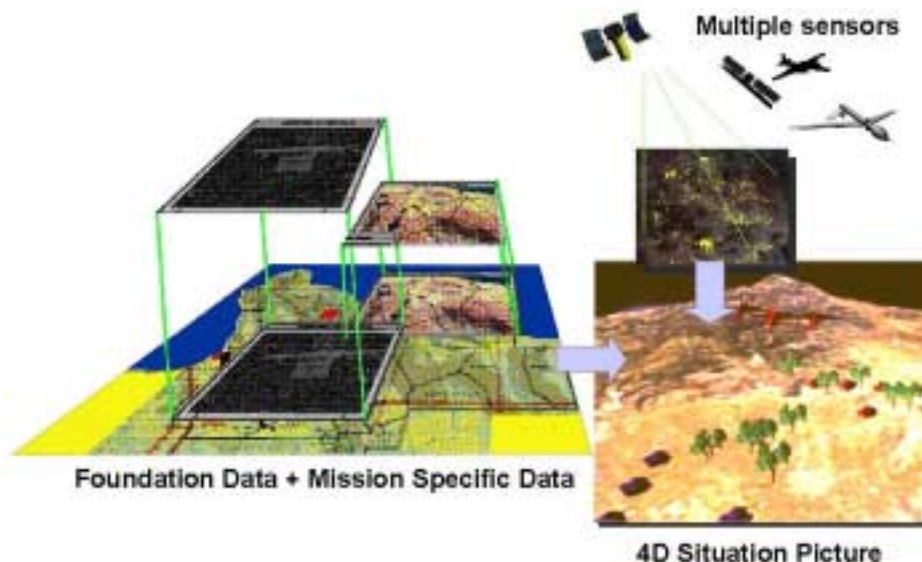 Multiple sensors
Foundation Data + Mission Specific Data
4D Situation Picture